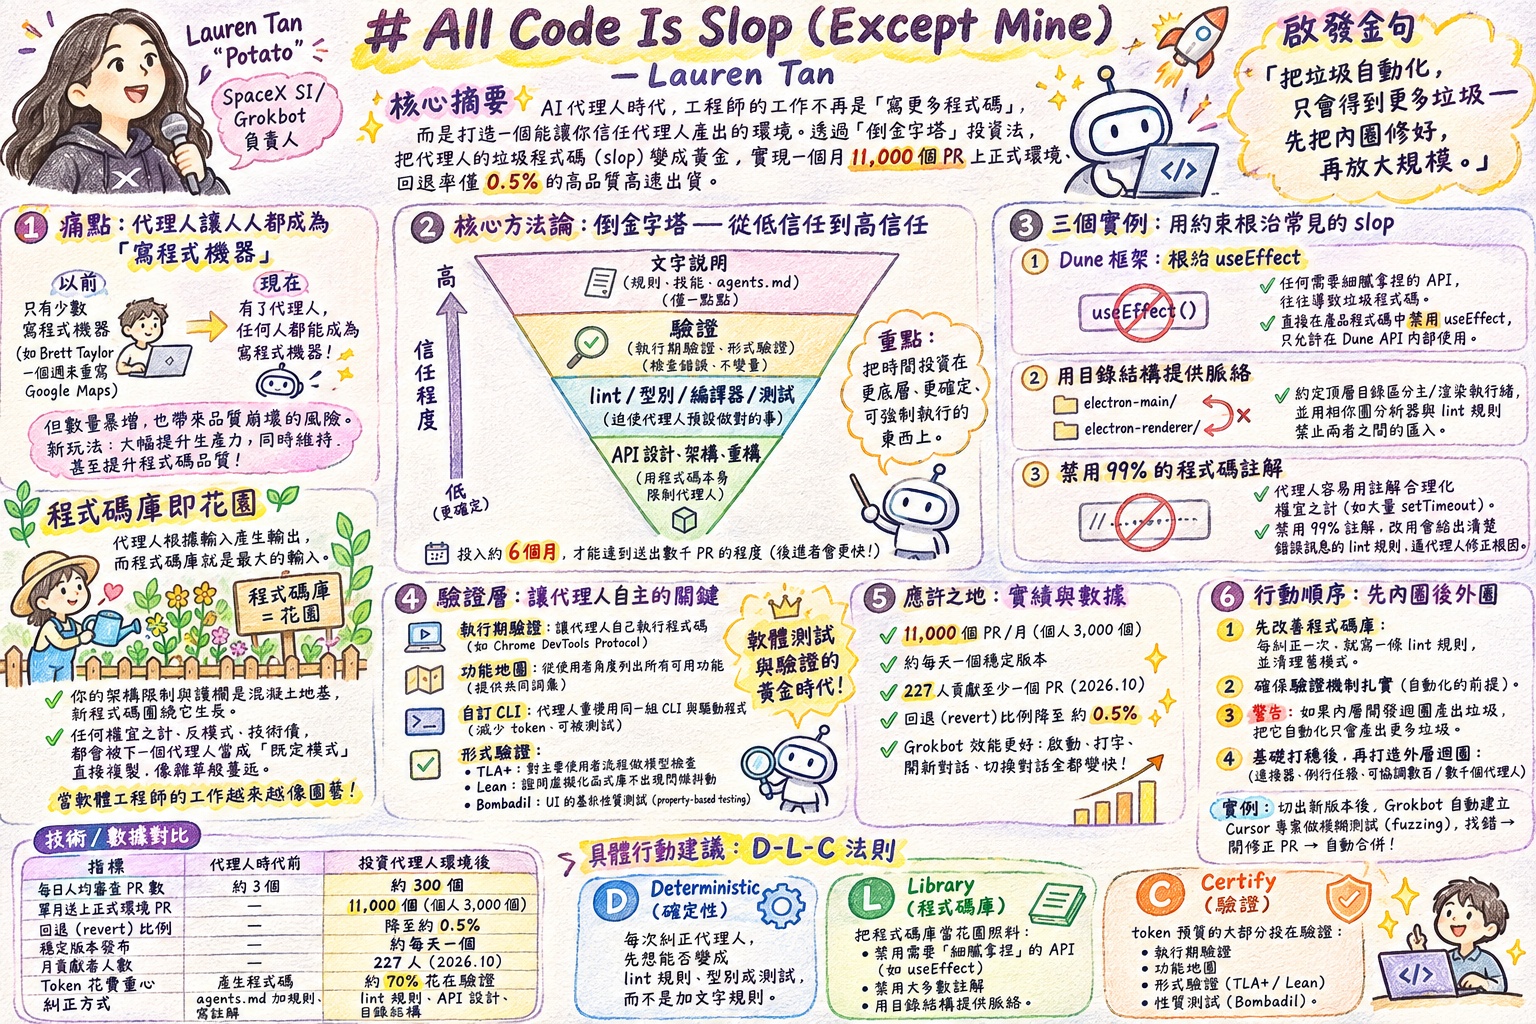 Lauren Tan
"Potato"
SpaceX SI/
Grokbot
負責人
# All Code Is Slop (Except Mine)
— Lauren Tan
核心摘要
AI 代理人時代，工程師的工作不再是「寫更多程式碼」，
而是打造一個能讓你信任代理人產出的環境。透過「倒金字塔」投資法，
把代理人的垃圾程式碼 (slop) 變成黃金，實現一個月 11,000 個 PR 上正式環境、
回退率僅 0.5% 的高品質高速出貨。
</>
啟發金句
「把垃圾自動化，
只會得到更多垃圾—
先把內圈修好，
再放大規模。」
1 痛點：代理人讓人人都成為
「寫程式機器」
以前
只有少數
寫程式機器
(如 Brett Taylor
一個週末重寫
Google Maps)
現在
有了代理人，
任何人都能成為
寫程式機器！
但數量暴增，也帶來品質崩壞的風險。
新玩法：大幅提升生產力，同時維持、
甚至提升程式碼品質！
程式碼庫即花園
代理人根據輸入產生輸出，
而程式碼庫就是最大的輸入。
程式碼庫
= 花園
你的架構限制與護欄是混凝土地基，
新程式碼圍繞它生長。
任何權宜之計、反模式、技術債，
都會被下一個代理人當成「既定模式」
直接複製、像雜草般蔓延。
當軟體工程師的工作越來越像園藝！
2 核心方法論：倒金字塔 — 從低信任到高信任
高
信任程度
低
(更確定)
文字說明
(規則、技能、agents.md)
(僅一點點)
驗證
(執行期驗證、形式驗證)
(檢查錯誤、不變量)
lint / 型別 / 編譯器 / 測試
(迫使代理人預設做對的事)
API 設計、架構、重構
(用程式碼本身
限制代理人)
重點：
把時間投資在
更底層、更確定、
可強制執行的
東西上。
投入約 6個月，才能達到送出數千 PR 的程度 (後進者會更快！)
3 三個實例：用約束根治常見的 slop
1 Dune 框架：根治 useEffect
useEffect()
任何需要細膩拿捏的 API，
往往導致垃圾程式碼。
直接在產品程式碼中禁用 useEffect，
只允許在 Dune API 內部使用。
2 用目錄結構提供脈絡
electron-main/
electron-renderer/
約定頂層目錄區分主/渲染執行緒，
並用相依圖分析器與 lint 規則
禁止兩者之間的匯入。
3 禁用 99% 的程式碼註解
//
代理人容易用註解合理化
權宜之計 (如大量 setTimeout)。
禁用 99% 註解，改用會給出清楚
錯誤訊息的 lint 規則，逼代理人修正根因。
4 驗證層：讓代理人自主的關鍵
執行期驗證：讓代理人自己執行程式碼
(如 Chrome DevTools Protocol)
功能地圖：從使用者角度列出所有可用功能
(提供共同詞彙)
自訂 CLI：代理人重複用同一組 CLI 與驅動程式
(減少 token、可被測試)
形式驗證：
• TLA+：對主要使用者流程做模型檢查
• Lean：證明虛擬化函式庫不出現閃爍抖動
• Bombadil：UI 的基於性質測試 (property-based testing)
軟體測試
與驗證的
黃金時代！
5 應許之地：實績與數據
11,000 個 PR/月 (個人 3,000 個)
約每天一個穩定版本
227 人貢獻至少一個 PR (2026.10)
回退 (revert) 比例降至 約 0.5%
Grokbot 效能更好：啟動、打字、
開新對話、切換對話全都變快！
6 行動順序：先內圈後外圈
1 先改善程式碼庫：
每糾正一次，就寫一條 lint 規則，
並清理舊模式。
2 確保驗證機制扎實 (自動化的前提)。
3 警告：如果內層開發迴圈產出垃圾，
把它自動化只會產出更多垃圾。
4 基礎打穩後，再打造外層迴圈：
(連接器、例行任務、可協調數百/數千個代理人)
實例：切出新版本後，Grokbot 自動建立
Cursor 專案做模糊測試 (fuzzing)，找錯→
開修正 PR → 自動合併！
技術 / 數據對比
指標 代理人時代前 投資代理人環境後
每日人均審查 PR 數 約 3個 約 300 個
單月送上正式環境 PR — 11,000 個 (個人 3,000 個)
回退 (revert) 比例 — 降至約 0.5%
穩定版本發布 — 約每天一個
月貢獻者人數 — 227 人 (2026.10)
Token 花費重心 產生程式碼 約 70% 花在驗證
糾正方式 agents.md 加規則、寫註解 lint 規則、API 設計、目錄結構
具體行動建議：D-L-C 法則
D Deterministic
(確定性)
每次糾正代理人，
先想能否變成
lint 規則、型別或測試，
而不是加文字規則。
L Library
(程式碼庫)
把程式碼庫當花園照料：
• 禁用需要「細膩拿捏」的 API
(如 useEffect)
• 禁用大多數註解
• 用目錄結構提供脈絡。
C Certify
(驗證)
token 預算的大部分投在驗證：
• 執行期驗證
• 功能地圖
• 形式驗證 (TLA+ / Lean)
• 性質測試 (Bombadil)。
</>